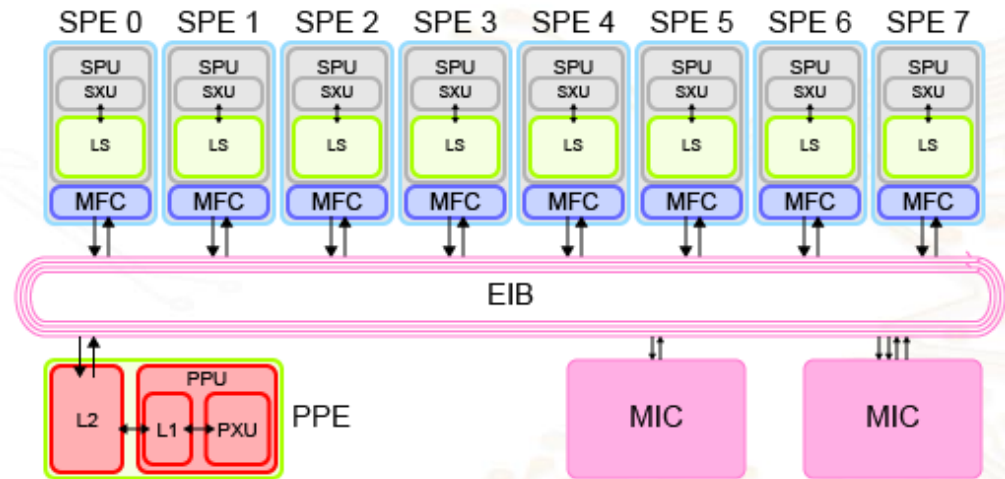 SPE 0 SPE 1 SPE 2 SPE 3 SPE 4 SPE 5 SPE 6 SPE 7
SPU SPU SPU SPU SPU SPU SPU SPU
SXU SXU SXU SXU SXU SXU SXU SXU
LS LS LS LS LS LS LS LS
MFC MFC MFC MFC MFC MFC MFC MFC
EIB
PPU
L2 L1 PXU PPE MIC MIC